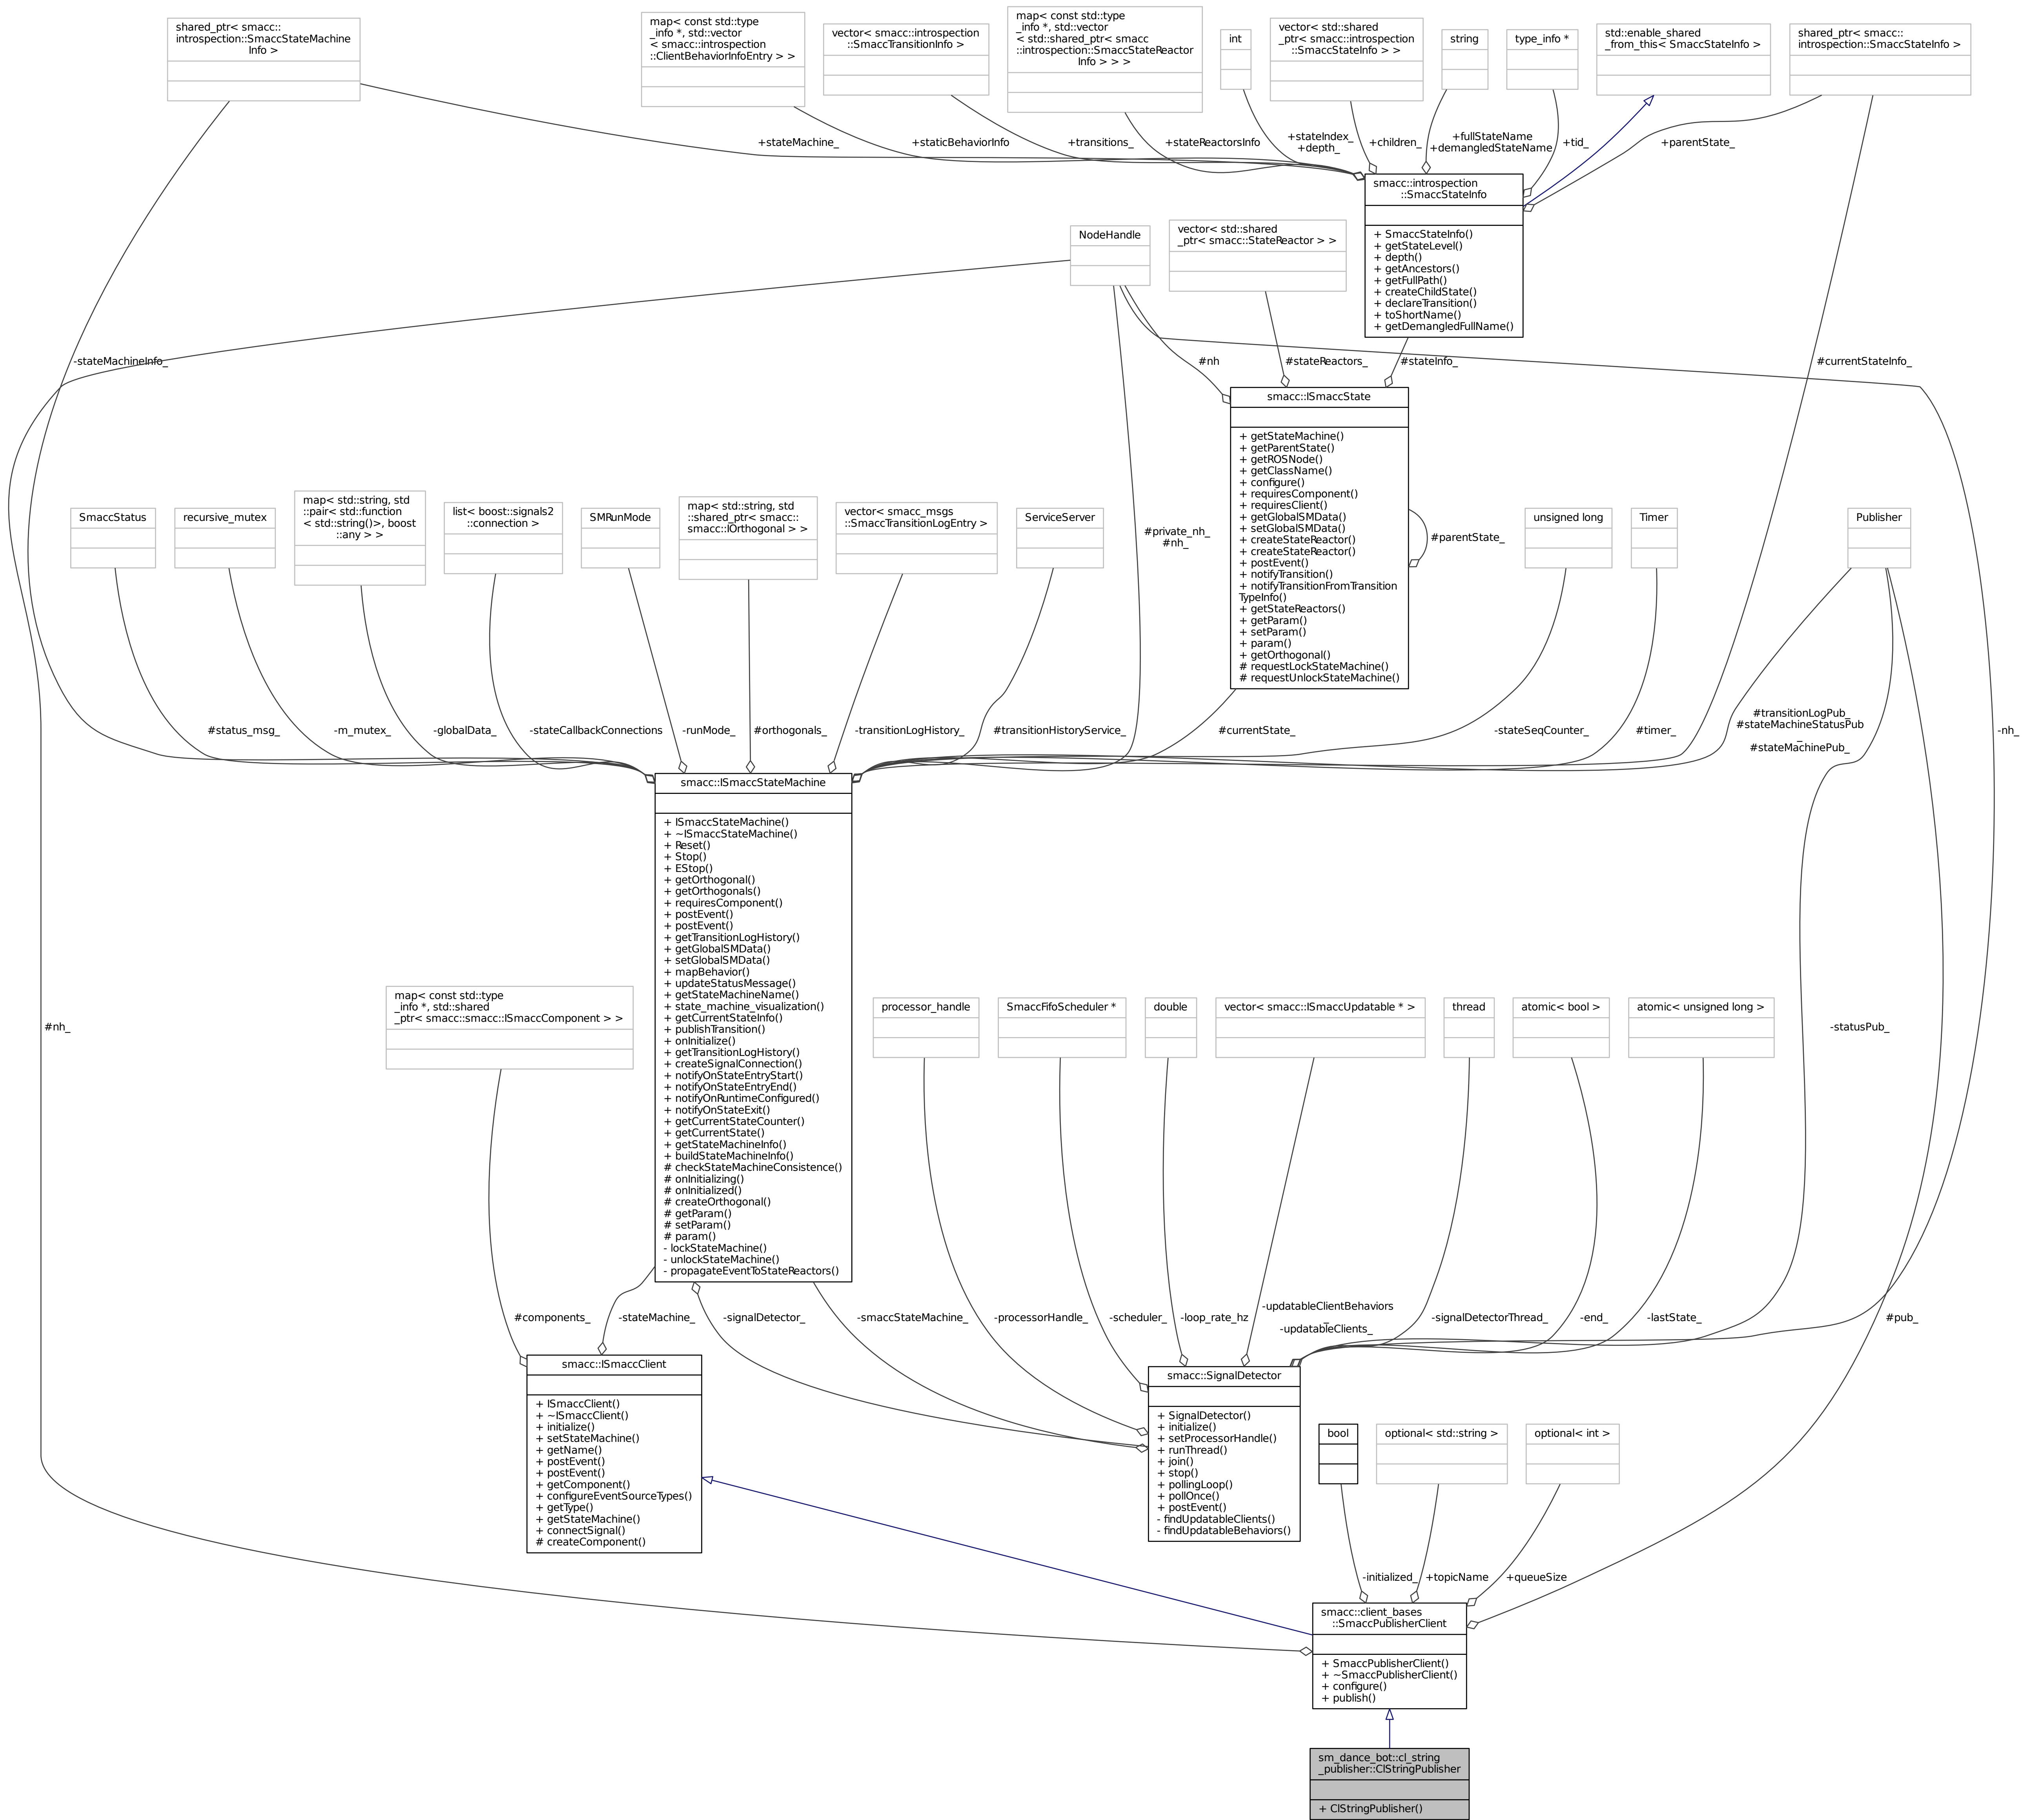 shared_ptr< smacc::
introspection::SmaccStateMachine
Info >
map< const std::type
_info *, std::vector
< smacc::introspection
::ClientBehaviorInfoEntry > >
vector< smacc::introspection
::SmaccTransitionInfo >
map< const std::type
_info *, std::vector
< std::shared_ptr< smacc
::introspection::SmaccStateReactor
Info > > >
int
vector< std::shared
_ptr< smacc::introspection
::SmaccStateInfo > >
string
type_info *
std::enable_shared
_from_this< SmaccStateInfo >
shared_ptr< smacc::
introspection::SmaccStateInfo >
+stateMachine_
+staticBehaviorInfo
+transitions_
+stateReactorsInfo
+stateIndex_
+depth_
+children_
+fullStateName
+demangledStateName
+tid_
+parentState_
smacc::introspection
::SmaccStateInfo
+ SmaccStateInfo()
+ getStateLevel()
+ depth()
+ getAncestors()
+ getFullPath()
+ createChildState()
+ declareTransition()
+ toShortName()
+ getDemangledFullName()
NodeHandle
vector< std::shared
_ptr< smacc::StateReactor > >
-stateMachineInfo_
#nh
#stateReactors_
#stateInfo_
#currentStateInfo_
smacc::ISmaccState
+ getStateMachine()
+ getParentState()
+ getROSNode()
+ getClassName()
+ configure()
+ requiresComponent()
+ requiresClient()
+ getGlobalSMData()
+ setGlobalSMData()
+ createStateReactor()
+ createStateReactor()
+ postEvent()
+ notifyTransition()
+ notifyTransitionFromTransition
TypeInfo()
+ getStateReactors()
+ getParam()
+ setParam()
+ param()
+ getOrthogonal()
# requestLockStateMachine()
# requestUnlockStateMachine()
#parentState_
SmaccStatus
recursive_mutex
map< std::string, std
::pair< std::function
< std::string()>, boost
::any > >
list< boost::signals2
::connection >
SMRunMode
map< std::string, std
::shared_ptr< smacc::
smacc::IOrthogonal > >
vector< smacc_msgs
::SmaccTransitionLogEntry >
ServiceServer
#private_nh_
#nh_
unsigned long
Timer
Publisher
#status_msg_
-m_mutex_
-globalData_
-stateCallbackConnections
-runMode_
#orthogonals_
-transitionLogHistory_
#transitionHistoryService_
#currentState_
-stateSeqCounter_
#timer_
#transitionLogPub_
#stateMachineStatusPub
_
#stateMachinePub_
-nh_
smacc::ISmaccStateMachine
+ ISmaccStateMachine()
+ ~ISmaccStateMachine()
+ Reset()
+ Stop()
+ EStop()
+ getOrthogonal()
+ getOrthogonals()
+ requiresComponent()
+ postEvent()
+ postEvent()
+ getTransitionLogHistory()
+ getGlobalSMData()
+ setGlobalSMData()
+ mapBehavior()
+ updateStatusMessage()
+ getStateMachineName()
+ state_machine_visualization()
+ getCurrentStateInfo()
+ publishTransition()
+ onInitialize()
+ getTransitionLogHistory()
+ createSignalConnection()
+ notifyOnStateEntryStart()
+ notifyOnStateEntryEnd()
+ notifyOnRuntimeConfigured()
+ notifyOnStateExit()
+ getCurrentStateCounter()
+ getCurrentState()
+ getStateMachineInfo()
+ buildStateMachineInfo()
# checkStateMachineConsistence()
# onInitializing()
# onInitialized()
# createOrthogonal()
# getParam()
# setParam()
# param()
- lockStateMachine()
- unlockStateMachine()
- propagateEventToStateReactors()
#nh_
map< const std::type
_info *, std::shared
_ptr< smacc::smacc::ISmaccComponent > >
processor_handle
SmaccFifoScheduler *
double
vector< smacc::ISmaccUpdatable * >
thread
atomic< bool >
atomic< unsigned long >
-statusPub_
#components_
-stateMachine_
-signalDetector_
-smaccStateMachine_
-processorHandle_
-scheduler_
-loop_rate_hz
-updatableClientBehaviors
_
-updatableClients_
-signalDetectorThread_
-end_
-lastState_
#pub_
smacc::ISmaccClient
+ ISmaccClient()
+ ~ISmaccClient()
+ initialize()
+ setStateMachine()
+ getName()
+ postEvent()
+ postEvent()
+ getComponent()
+ configureEventSourceTypes()
+ getType()
+ getStateMachine()
+ connectSignal()
# createComponent()
smacc::SignalDetector
+ SignalDetector()
+ initialize()
+ setProcessorHandle()
+ runThread()
+ join()
+ stop()
+ pollingLoop()
+ pollOnce()
+ postEvent()
- findUpdatableClients()
- findUpdatableBehaviors()
bool
optional< std::string >
optional< int >
-initialized_
+topicName
+queueSize
smacc::client_bases
::SmaccPublisherClient
+ SmaccPublisherClient()
+ ~SmaccPublisherClient()
+ configure()
+ publish()
sm_dance_bot::cl_string
_publisher::ClStringPublisher
+ ClStringPublisher()